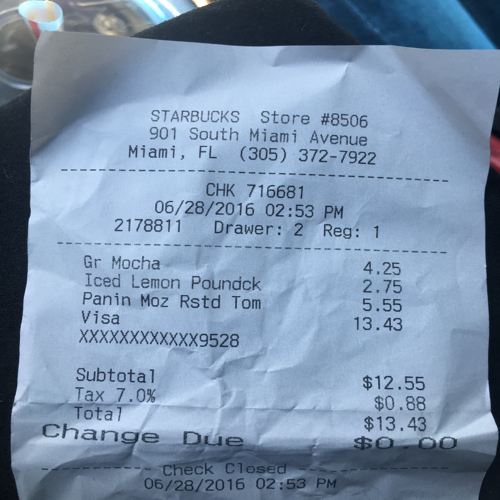 STARBUCKS Store #8506
901 South Miami Avenue
Miami, FL (305) 372-7922
CHK 716681
06/28/2016 02:53 PM
2178811 Drawer: 2 Reg: 1
Gr Mocha 4.25
Iced Lemon Poundck 2.75
Panin Moz Rstd Tom 5.55
Visa 13.43
XXXXXXXXXXXX9528
Subtotal $12.55
Tax 7.0% $0.88
Total $13.43
Change Due $0.00
Check Closed
06/28/2016 02:53 PM